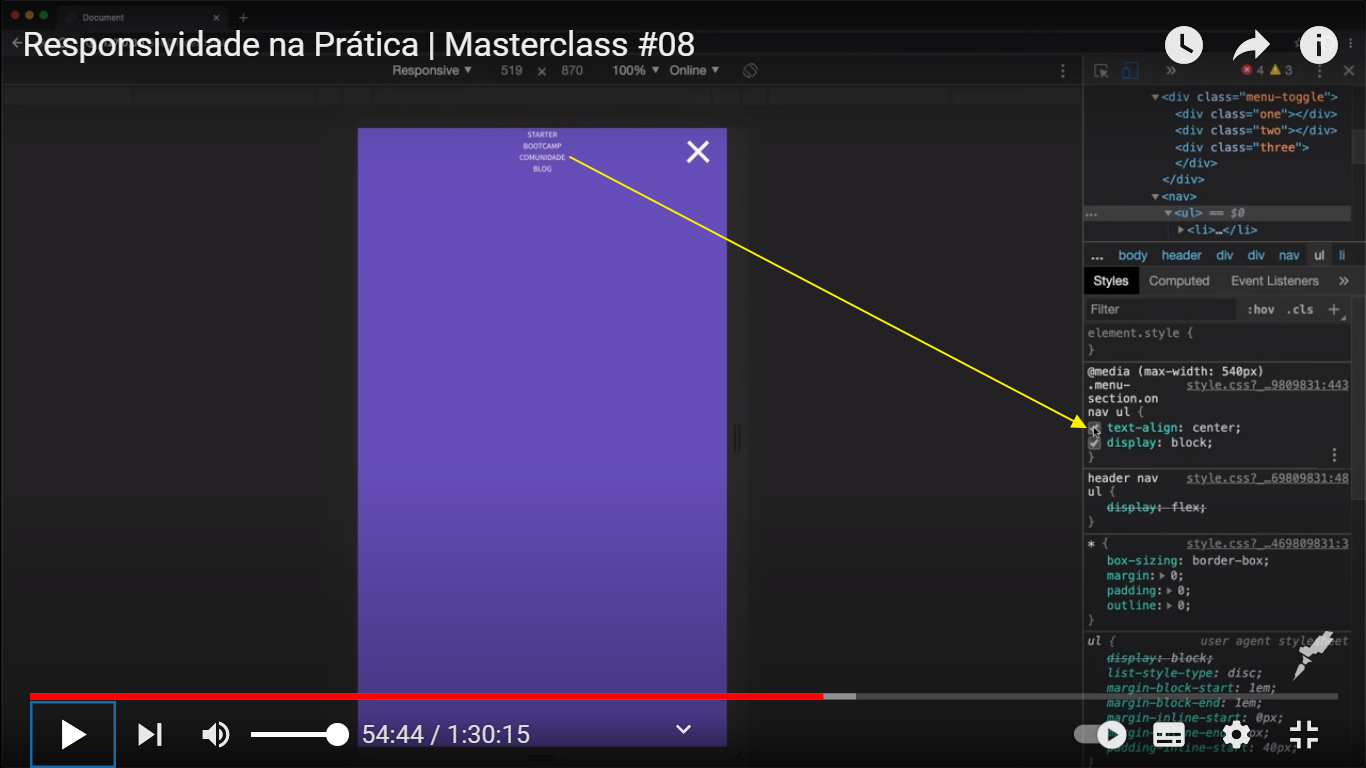 Document
Responsividade na Prática | Masterclass #08
Responsive ▼ 519 × 870 100% ▼ Online ▼
4 3
STARTER
BOOTCAMP
COMUNIDADE
BLOG
▼<div class="menu-toggle">
<div class="one"></div>
<div class="two"></div>
<div class="three">
</div>
</div>
▼<nav>
... ▼<ul> == $0
▶<li>…</li>
... body header div div nav ul li
Styles Computed Event Listeners »
Filter :hov .cls +
element.style {
}
@media (max-width: 540px)
.menu- style.css?_…9809831:443
section.on
nav ul {
text-align: center;
display: block;
}
header nav style.css?_…69809831:48
ul {
display: flex;
}
* { style.css?_…469809831:3
box-sizing: border-box;
margin:▶ 0;
padding:▶ 0;
outline:▶ 0;
}
ul { user agent stylesheet
display: block;
list-style-type: disc;
margin-block-start: 1em;
margin-block-end: 1em;
margin-inline-start: 0px;
padding-inline-start: 40px;
}
54:44 / 1:30:15